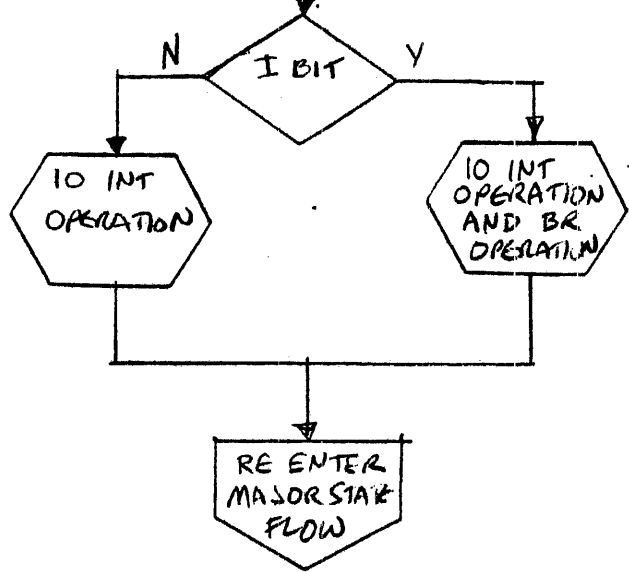 N
I BIT
Y
IO INT
OPERATION
IO INT
OPERATION
AND BR
OPERATION
RE ENTER
MAJOR STATE
FLOW